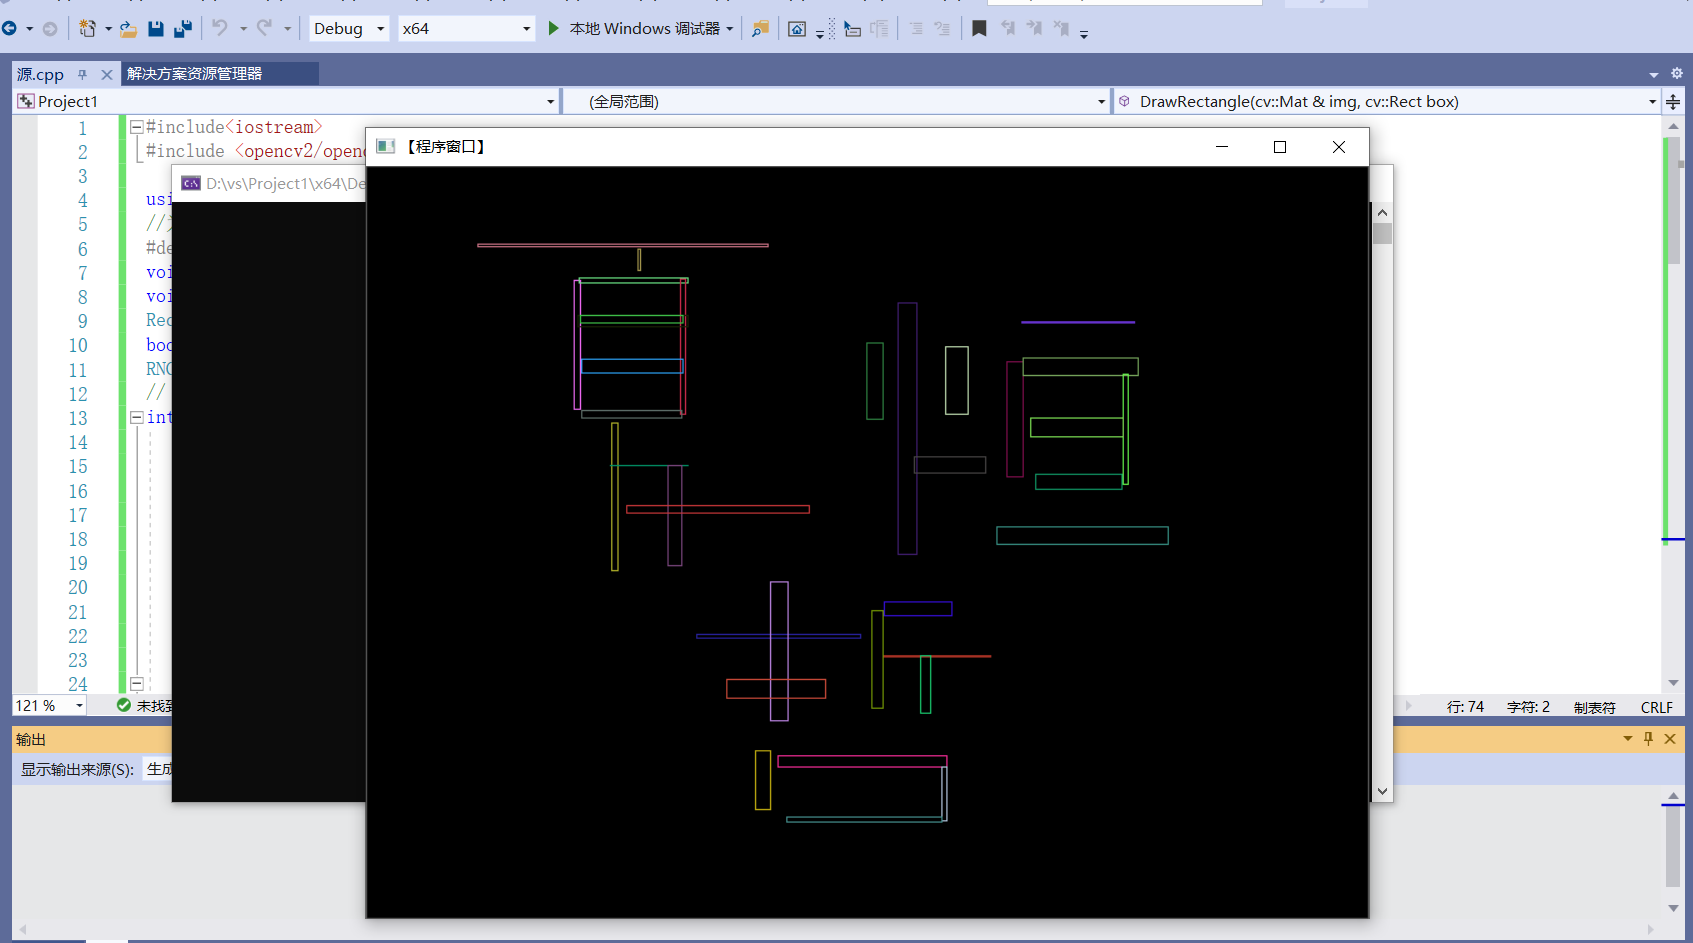 Debug
x64
本地 Windows 调试器
源.cpp
解决方案资源管理器
Project1
(全局范围)
DrawRectangle(cv::Mat & img, cv::Rect box)
1
#include<iostream>
2
#include <opencv2/open
3
4
usi
5
//
6
#de
7
voi
8
voi
9
Rec
10
boo
11
RNG
12
//
13
int
14
15
16
17
18
19
20
21
22
23
24
【程序窗口】
D:\vs\Project1\x64\De
恒
121 %
未找到
行: 74
字符: 2
制表符
CRLF
输出
显示输出来源(S):
生成